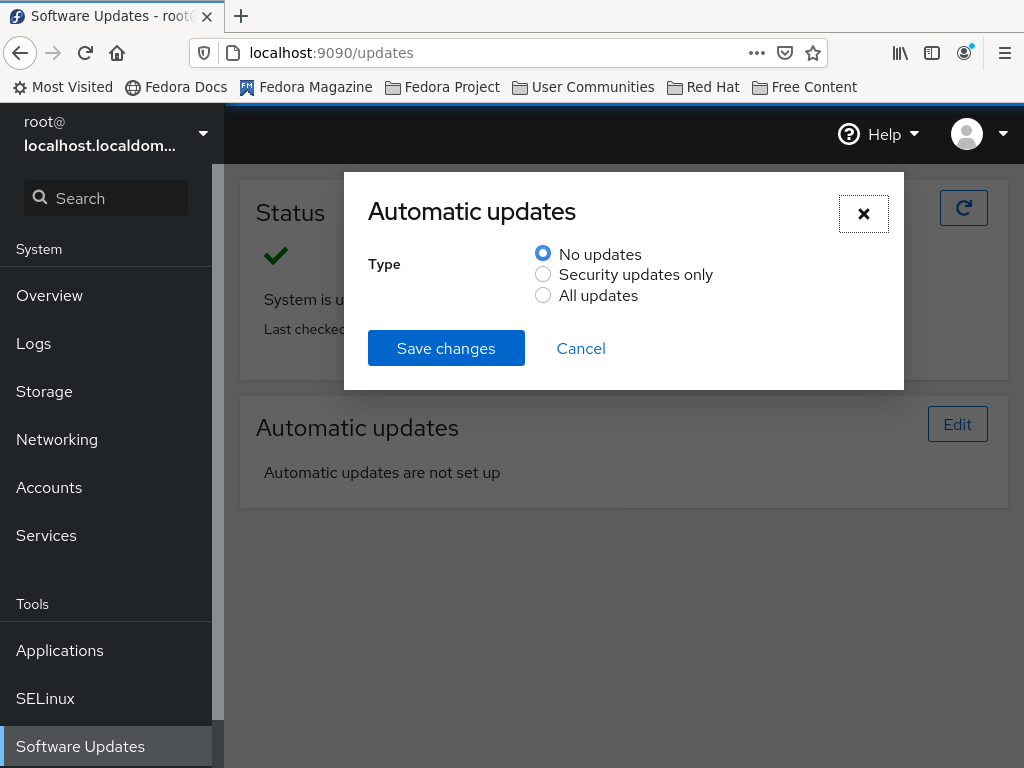 Software Updates - root
localhost:9090/updates
Most Visited
Fedora Docs
Fedora Magazine
Fedora Project
User Communities
Red Hat
Free Content
root@
localhost.localdom...
Help
Search
System
Overview
Logs
Storage
Networking
Accounts
Services
Tools
Applications
SELinux
Software Updates
Status
System is u
Last checked
Automatic updates
Type
No updates
Security updates only
All updates
Save changes
Cancel
Automatic updates
Edit
Automatic updates are not set up